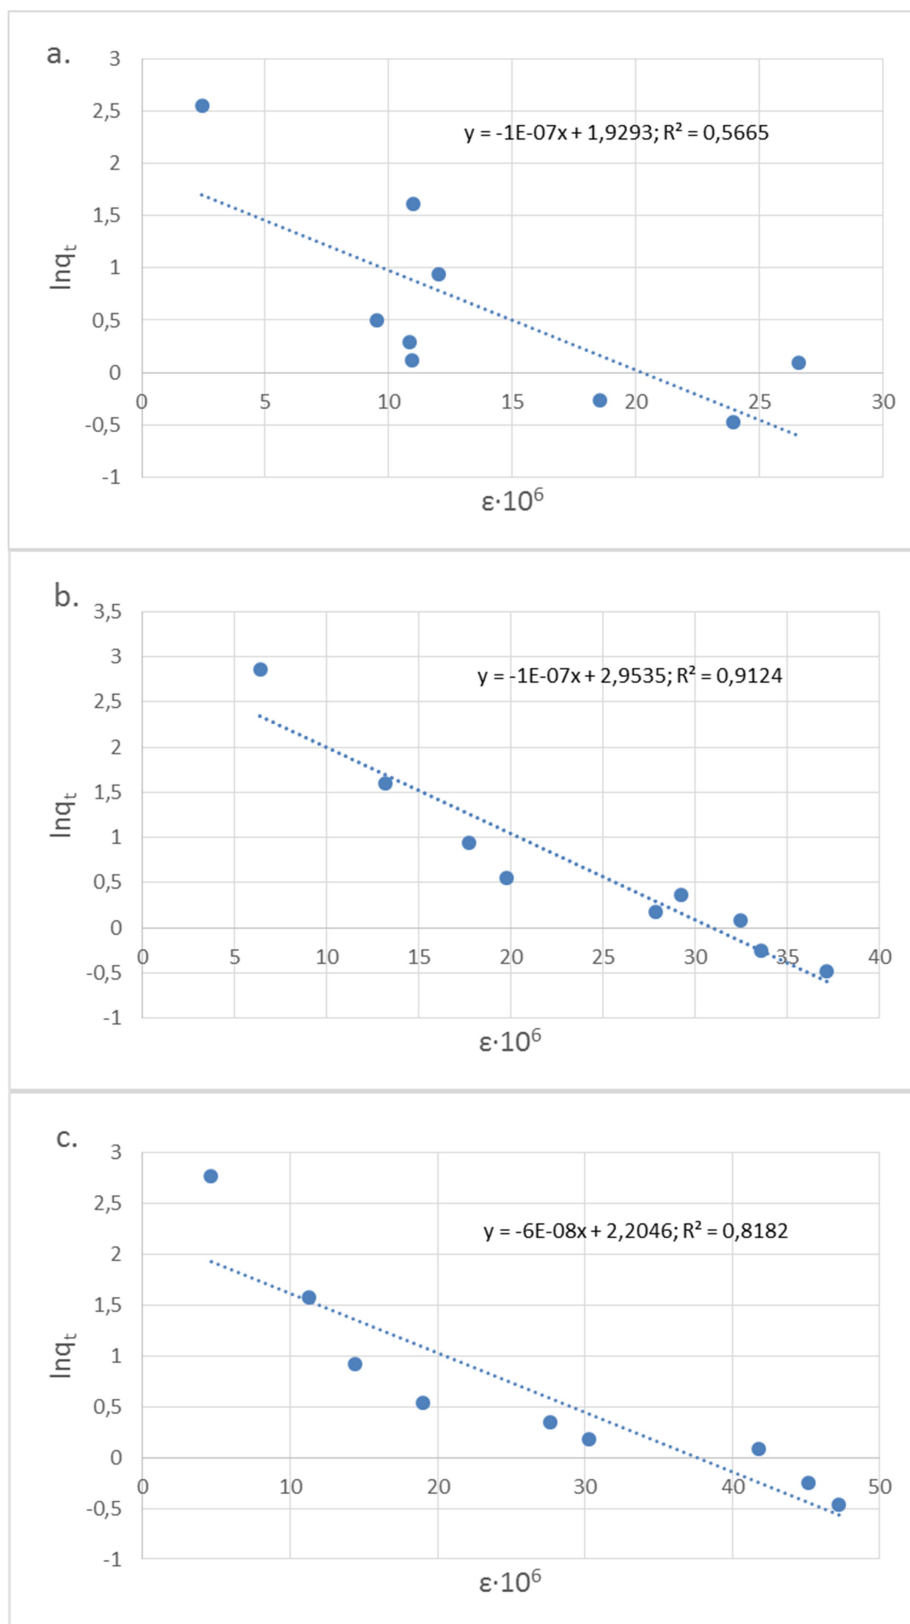 a.
3
2,5
y = -1E-07x + 1,9293; R² = 0,5665
2
1,5
lnqₜ
1
0,5
0
0 5 10 15 20 25 30
-0,5
-1
ε·10⁶
b.
3,5
3
y = -1E-07x + 2,9535; R² = 0,9124
2,5
2
1,5
lnqₜ
1
0,5
0
0 5 10 15 20 25 30 35 40
-0,5
-1
ε·10⁶
c.
3
2,5
y = -6E-08x + 2,2046; R² = 0,8182
2
1,5
lnqₜ
1
0,5
0
0 10 20 30 40 50
-0,5
-1
ε·10⁶